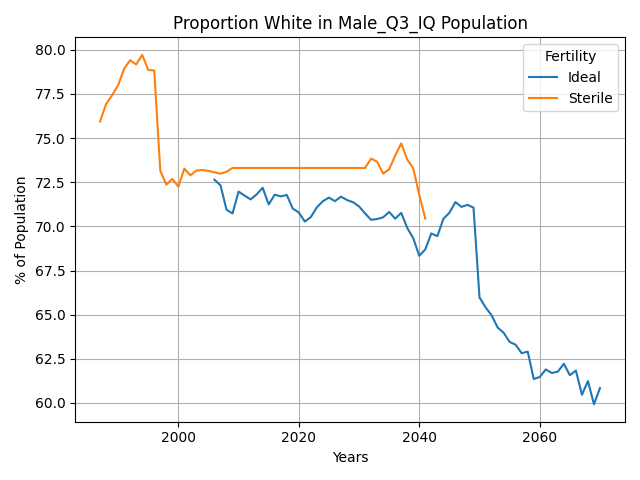 Proportion White in Male_Q3_IQ Population
Fertility
Ideal
Sterile
% of Population
80.0
77.5
75.0
72.5
70.0
67.5
65.0
62.5
60.0
2000
2020
2040
2060
Years